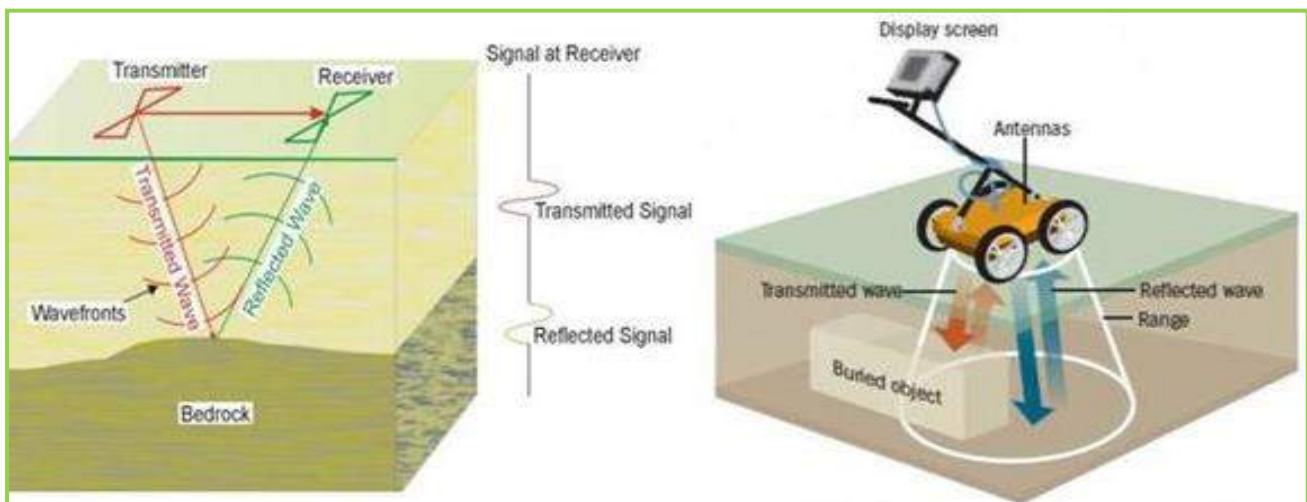 Transmitter
Receiver
Transmitted Wave
Reflected Wave
Wavefronts
Bedrock
Signal at Receiver
Transmitted Signal
Reflected Signal
Display screen
Antennas
Transmitted wave
Reflected wave
Range
Buried object